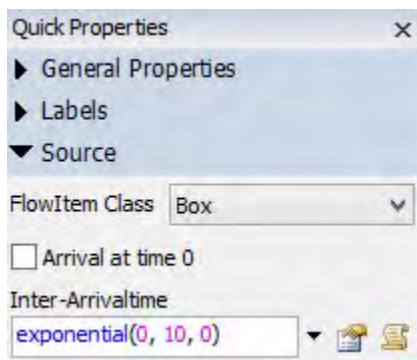 Quick Properties
General Properties
Labels
Source
FlowItem Class Box
Arrival at time 0
Inter-Arrivaltime
exponential(0, 10, 0)